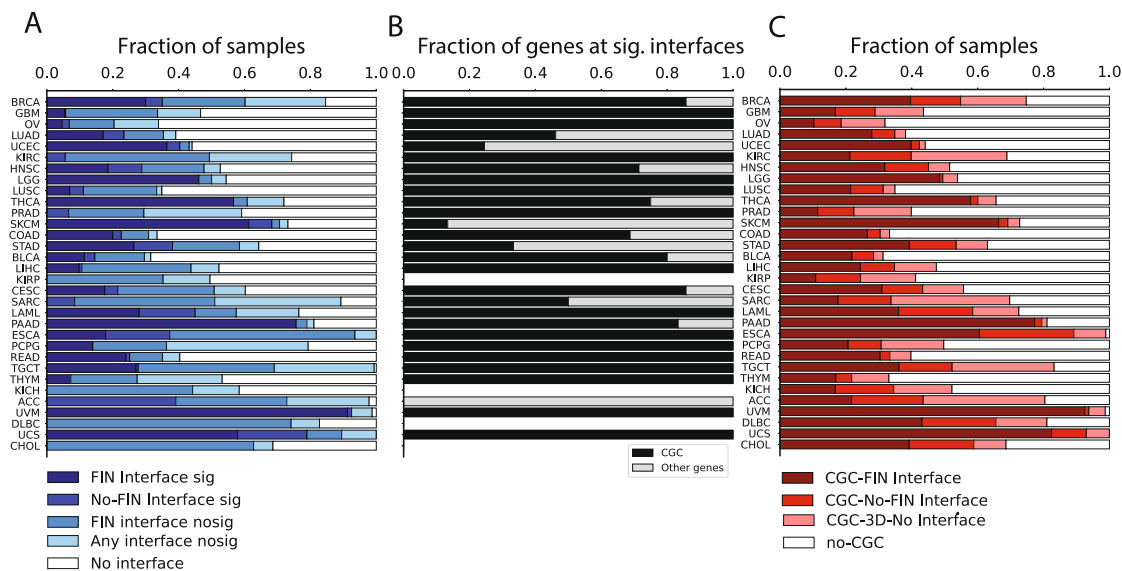 A
Fraction of samples
0.0 0.2 0.4 0.6 0.8 1.0
BRCA
GBM
OV
LUAD
UCEC
KIRC
HNSC
LGG
LUSC
THCA
PRAD
SKCM
COAD
STAD
BLCA
LIHC
KIRP
CESC
SARC
LAML
PAAD
ESCA
PCPG
READ
TGCT
THYM
KICH
ACC
UVM
DLBC
UCS
CHOL
FIN Interface sig
No-FIN Interface sig
FIN interface nosig
Any interface nosig
No interface
B
Fraction of genes at sig. interfaces
0.0 0.2 0.4 0.6 0.8 1.0
CGC
Other genes
C
Fraction of samples
0.0 0.2 0.4 0.6 0.8 1.0
BRCA
GBM
OV
LUAD
UCEC
KIRC
HNSC
LGG
LUSC
THCA
PRAD
SKCM
COAD
STAD
BLCA
LIHC
KIRP
CESC
SARC
LAML
PAAD
ESCA
PCPG
READ
TGCT
THYM
KICH
ACC
UVM
DLBC
UCS
CHOL
CGC-FIN Interface
CGC-No-FIN Interface
CGC-3D-No Interface
no-CGC